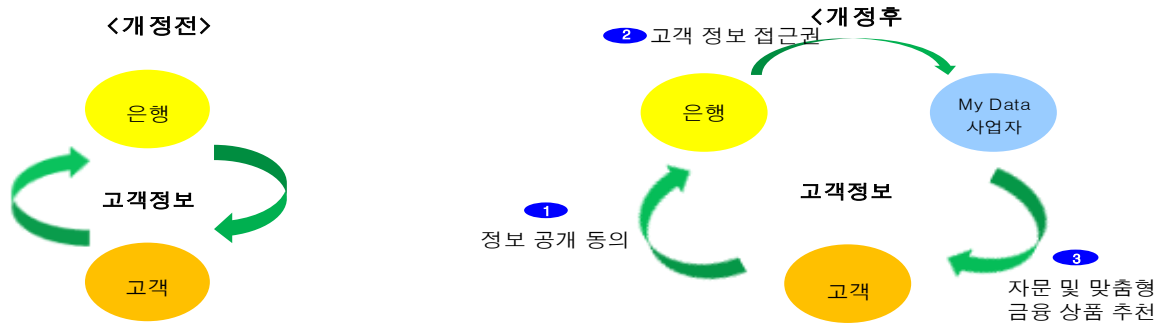 <개정전>
은행
고객정보
고객
<개정후
2 고객 정보 접근권
은행
My Data
사업자
고객정보
1
정보 공개 동의
고객
3
자문 및 맞춤형
금융 상품 추천